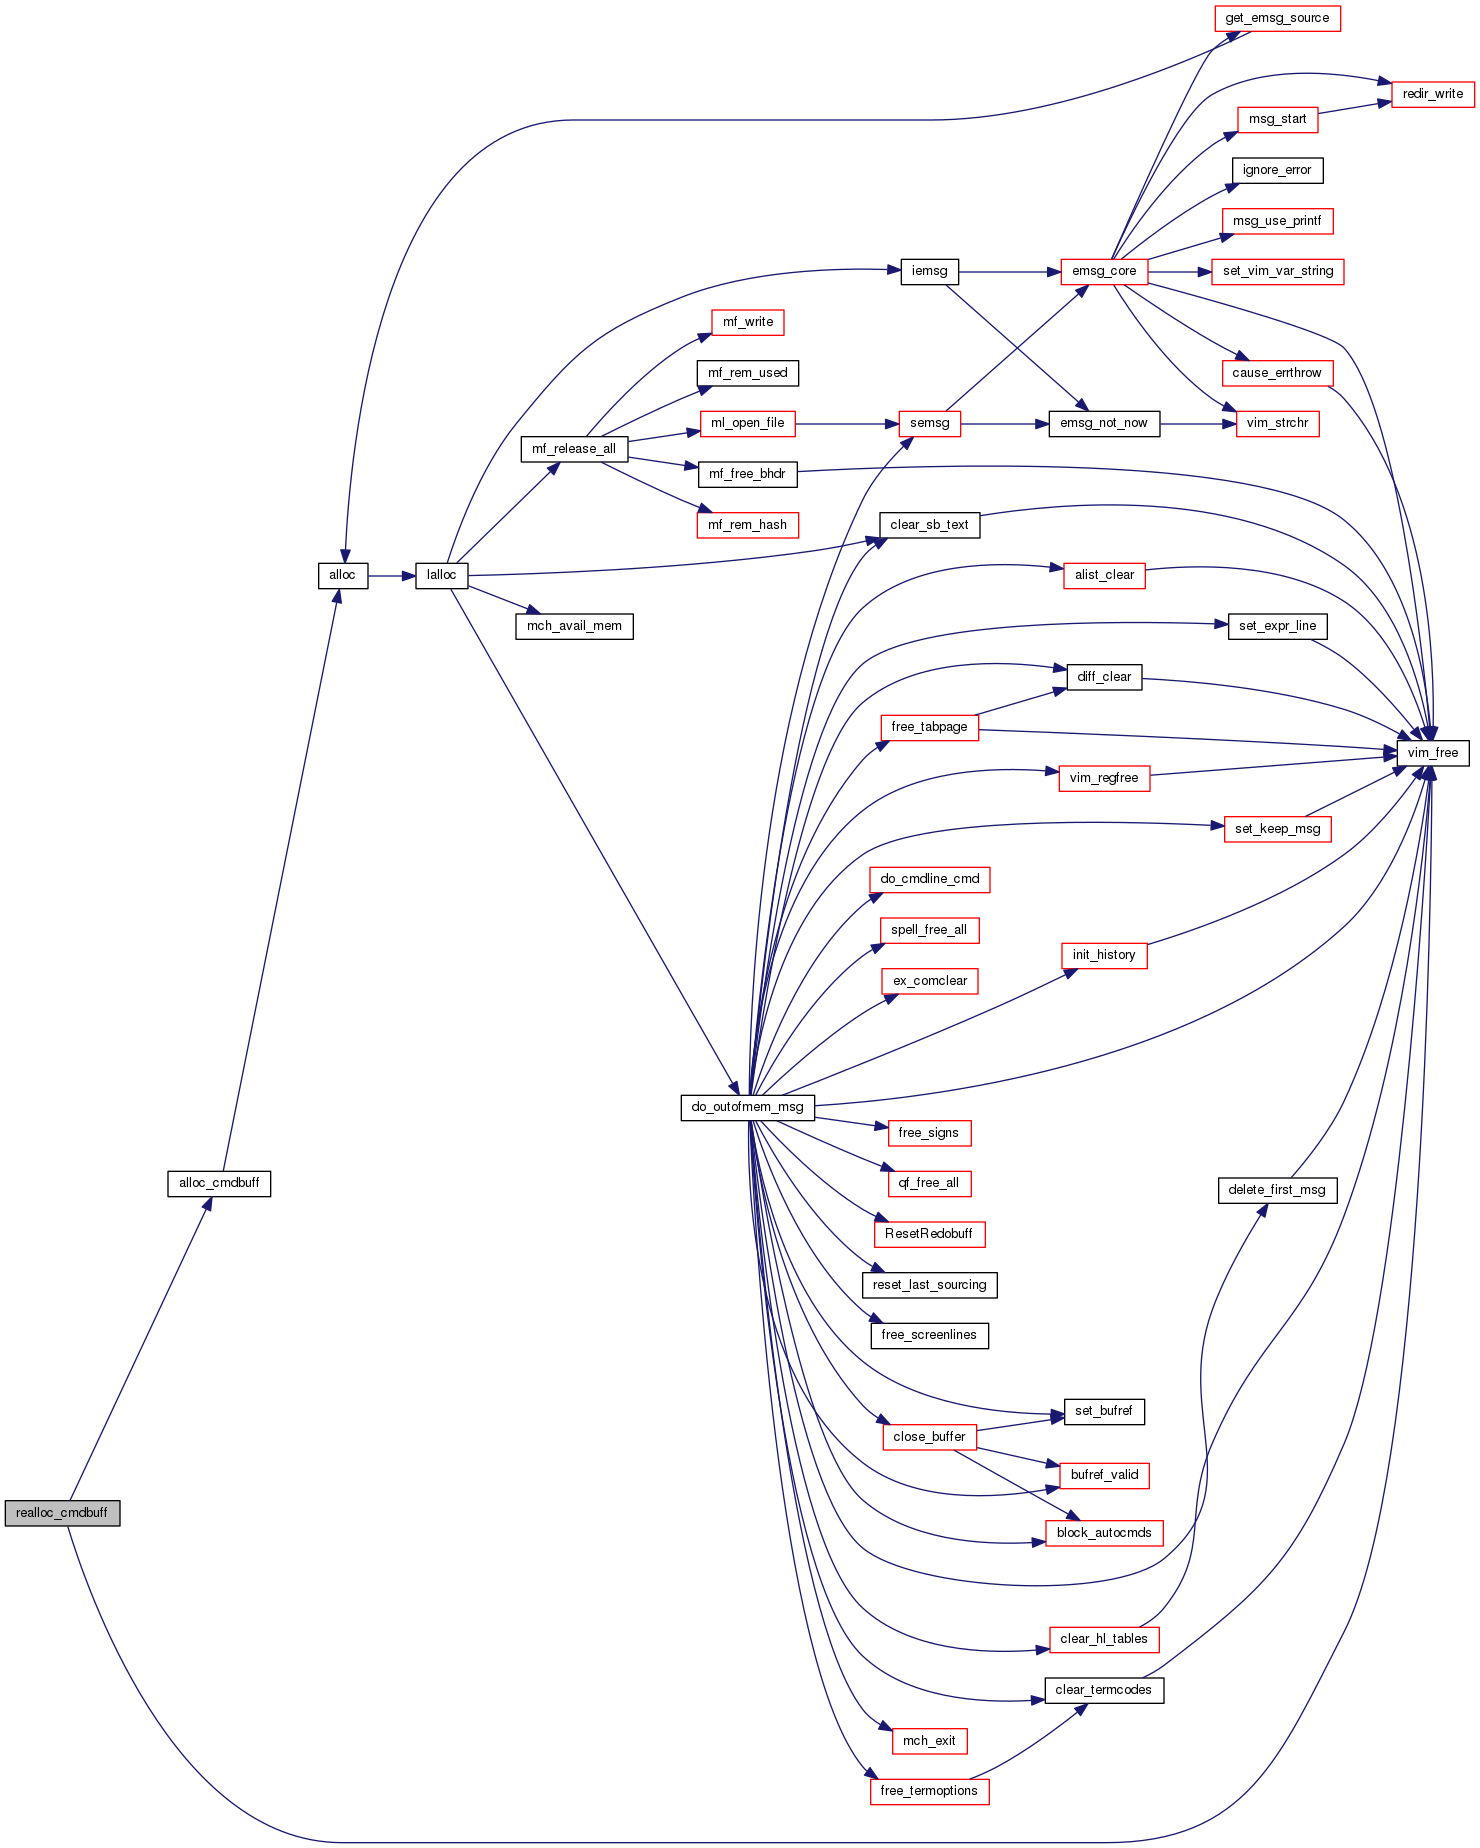 get_emsg_source
redir_write
msg_start
ignore_error
msg_use_printf
iemsg
emsg_core
set_vim_var_string
mf_write
mf_rem_used
cause_errthrow
ml_open_file
semsg
emsg_not_now
vim_strchr
mf_release_all
mf_free_bhdr
mf_rem_hash
clear_sb_text
alloc
lalloc
alist_clear
mch_avail_mem
set_expr_line
diff_clear
free_tabpage
vim_free
vim_regfree
set_keep_msg
do_cmdline_cmd
spell_free_all
init_history
ex_comclear
do_outofmem_msg
free_signs
alloc_cmdbuff
qf_free_all
delete_first_msg
ResetRedobuff
reset_last_sourcing
free_screenlines
set_bufref
close_buffer
bufref_valid
realloc_cmdbuff
block_autocmds
clear_hl_tables
clear_termcodes
mch_exit
free_termoptions